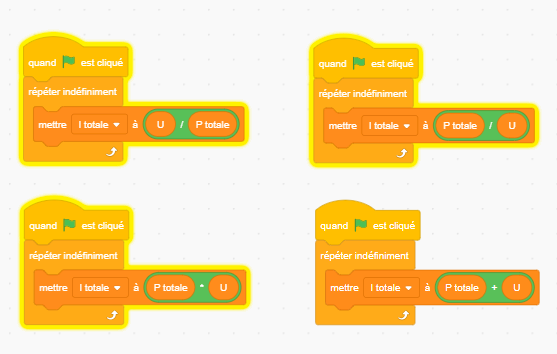 quand est cliqué
répéter indéfiniment
mettre I totale à U / P totale
quand est cliqué
répéter indéfiniment
mettre I totale à P totale / U
quand est cliqué
répéter indéfiniment
mettre I totale à P totale * U
quand est cliqué
répéter indéfiniment
mettre I totale à P totale + U